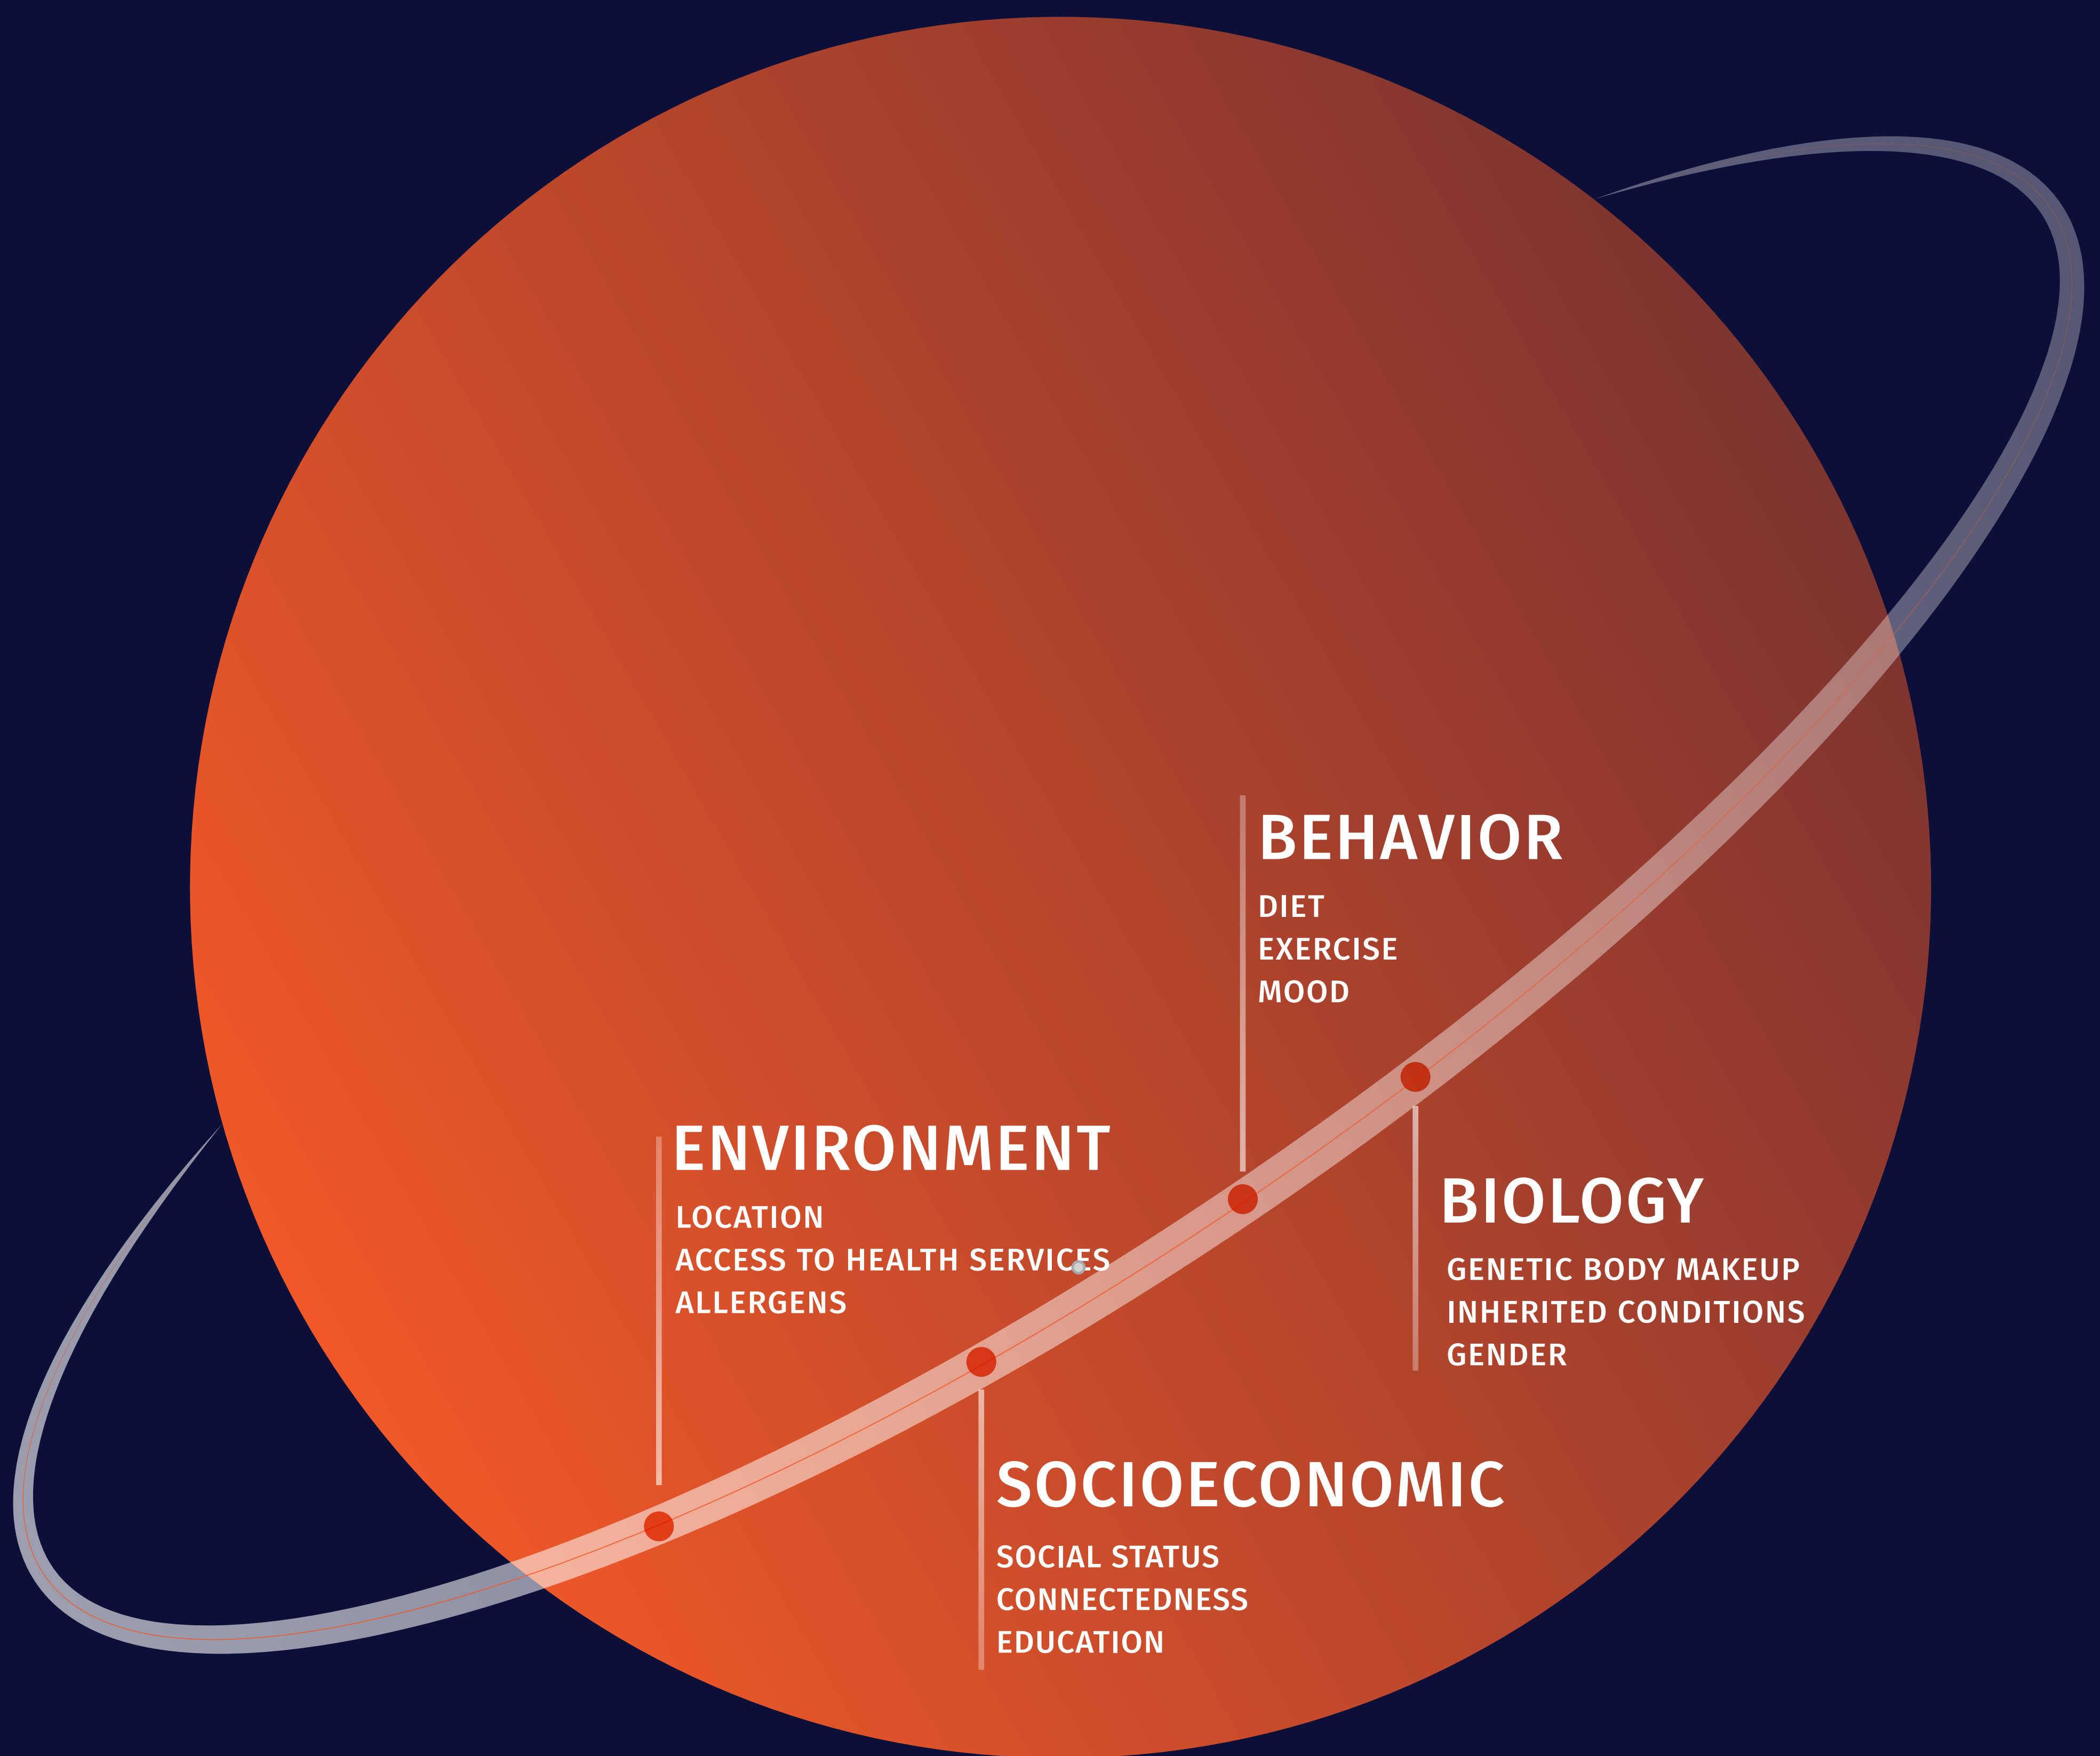 BEHAVIOR
DIET
EXERCISE
MOOD
ENVIRONMENT
LOCATION
ACCESS TO HEALTH SERVICES
ALLERGENS
BIOLOGY
GENETIC BODY MAKEUP
INHERITED CONDITIONS
GENDER
SOCIOECONOMIC
SOCIAL STATUS
CONNECTEDNESS
EDUCATION